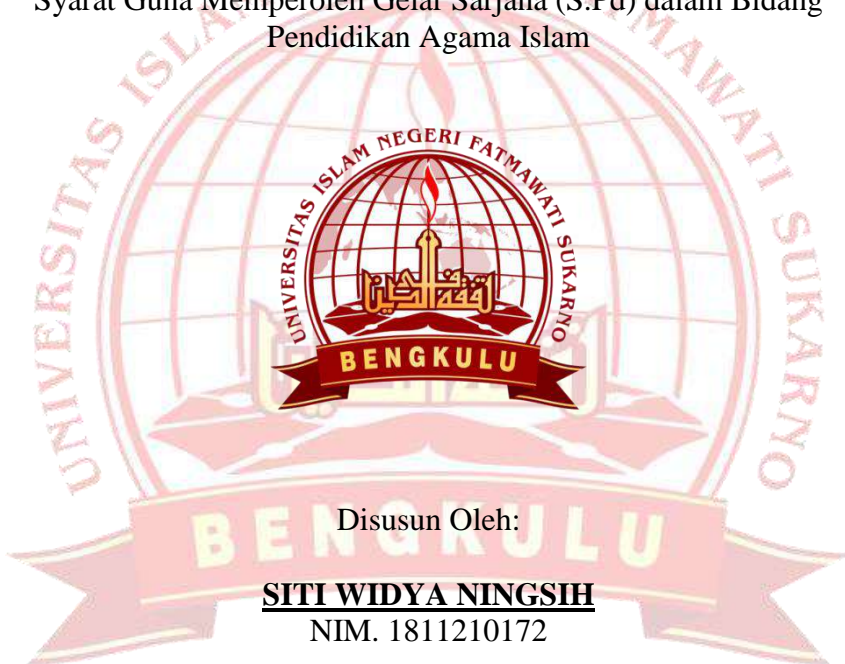 Syarat Guna Memperoleh Gelar Sarjana (S.Pd) dalam Bidang
Pendidikan Agama Islam
UNIVERSITAS ISLAM NEGERI FATMAWATI SUKARNO
BENGKULU
Disusun Oleh:
SITI WIDYA NINGSIH
NIM. 1811210172